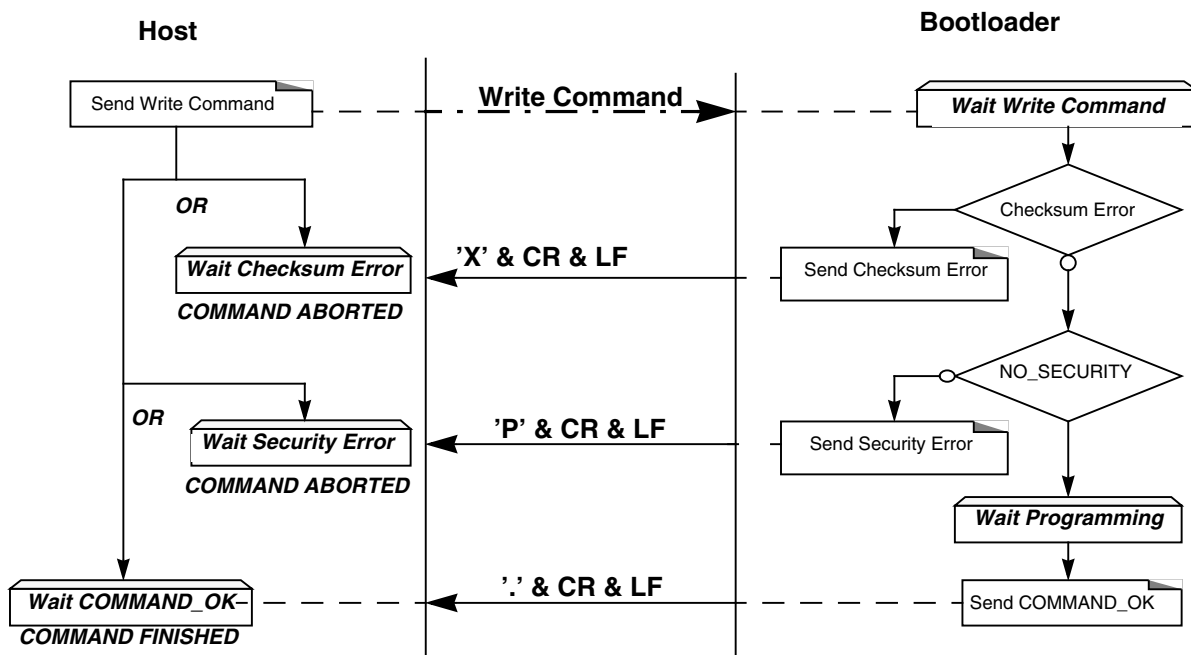 Host
Bootloader
Send Write Command
Write Command
Wait Write Command
OR
Checksum Error
Wait Checksum Error
’X’ & CR & LF
Send Checksum Error
COMMAND ABORTED
NO_SECURITY
OR
Wait Security Error
’P’ & CR & LF
Send Security Error
COMMAND ABORTED
Wait Programming
Wait COMMAND_OK
’.’ & CR & LF
Send COMMAND_OK
COMMAND FINISHED